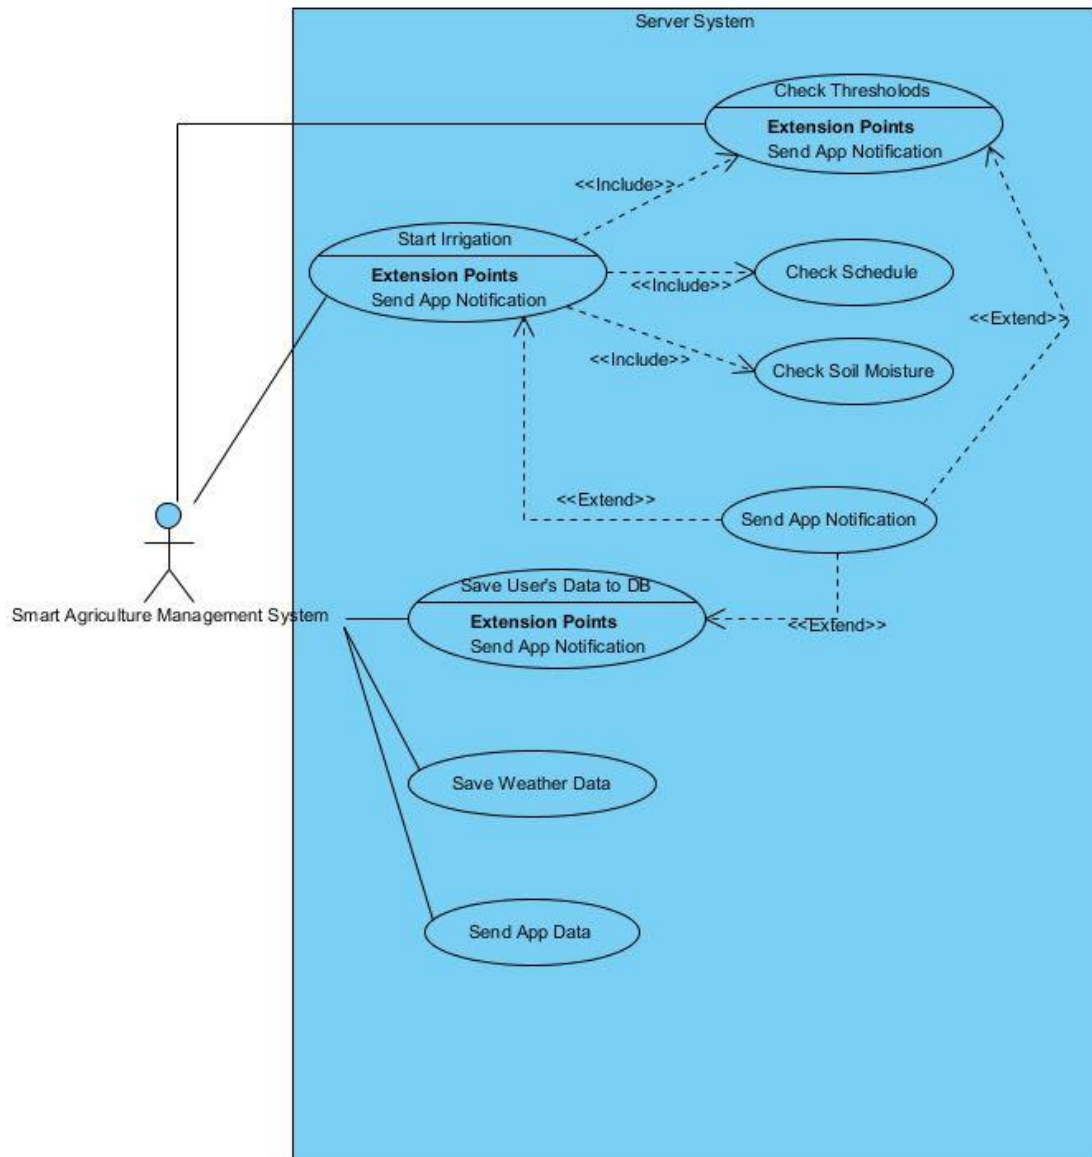 Server System
Check Thresholods
Extension Points
Send App Notification
<<Include>>
Start Irrigation
Extension Points
Send App Notification
<<Include>>
Check Schedule
<<Include>>
Check Soil Moisture
<<Extend>>
<<Extend>>
Send App Notification
Smart Agriculture Management System
Save User's Data to DB
Extension Points
Send App Notification
<<Extend>>
Save Weather Data
Send App Data